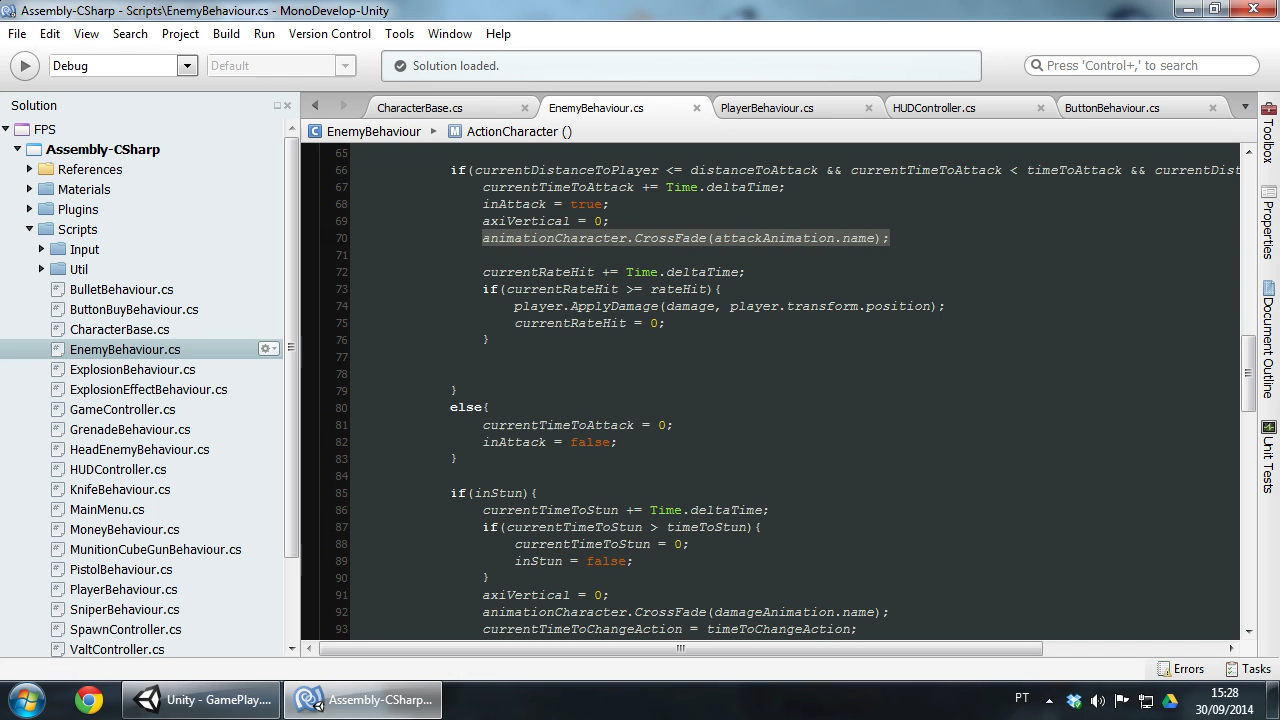 Assembly-CSharp - Scripts\EnemyBehaviour.cs - MonoDevelop-Unity
File Edit View Search Project Build Run Version Control Tools Window Help
Debug Default Solution loaded. Press 'Control+,' to search
Solution
CharacterBase.cs EnemyBehaviour.cs PlayerBehaviour.cs HUDController.cs ButtonBehaviour.cs
EnemyBehaviour ActionCharacter ()
FPS
Assembly-CSharp
References
Materials
Plugins
Scripts
Input
Util
BulletBehaviour.cs
ButtonBuyBehaviour.cs
CharacterBase.cs
EnemyBehaviour.cs
ExplosionBehaviour.cs
ExplosionEffectBehaviour.cs
GameController.cs
GrenadeBehaviour.cs
HeadEnemyBehaviour.cs
HUDController.cs
KnifeBehaviour.cs
MainMenu.cs
MoneyBehaviour.cs
MunitionCubeGunBehaviour.cs
PistolBehaviour.cs
PlayerBehaviour.cs
SniperBehaviour.cs
SpawnController.cs
ValtController.cs
65
66 if(currentDistanceToPlayer <= distanceToAttack && currentTimeToAttack < timeToAttack && currentDist
67 currentTimeToAttack += Time.deltaTime;
68 inAttack = true;
69 axiVertical = 0;
70 animationCharacter.CrossFade(attackAnimation.name);
71
72 currentRateHit += Time.deltaTime;
73 if(currentRateHit >= rateHit){
74 player.ApplyDamage(damage, player.transform.position);
75 currentRateHit = 0;
76 }
77
78
79 }
80 else{
81 currentTimeToAttack = 0;
82 inAttack = false;
83 }
84
85 if(inStun){
86 currentTimeToStun += Time.deltaTime;
87 if(currentTimeToStun > timeToStun){
88 currentTimeToStun = 0;
89 inStun = false;
90 }
91 axiVertical = 0;
92 animationCharacter.CrossFade(damageAnimation.name);
93 currentTimeToChangeAction = timeToChangeAction;
Toolbox
Properties
Document Outline
Unit Tests
Errors Tasks
Unity - GamePlay.... Assembly-CSharp... PT 15:28
30/09/2014